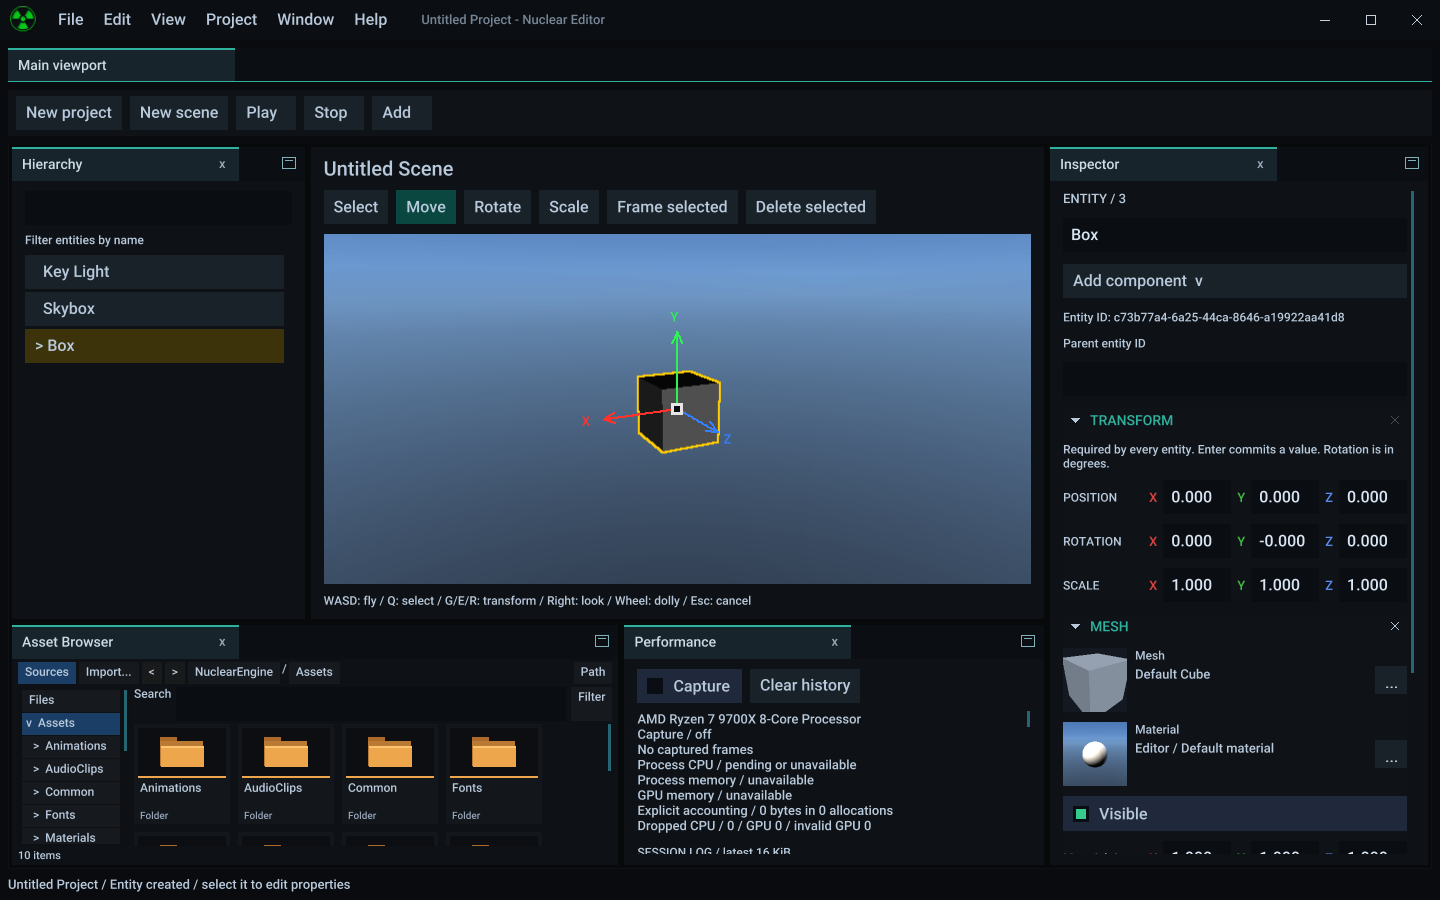 File Edit View Project Window Help Untitled Project - Nuclear Editor
Main viewport
New project New scene Play Stop Add
Hierarchy x
Filter entities by name
Key Light
Skybox
> Box
Untitled Scene
Select Move Rotate Scale Frame selected Delete selected
Y
X
Z
WASD: fly / Q: select / G/E/R: transform / Right: look / Wheel: dolly / Esc: cancel
Inspector x
ENTITY / 3
Box
Add component v
Entity ID: c73b77a4-6a25-44ca-8646-a19922aa41d8
Parent entity ID
TRANSFORM
Required by every entity. Enter commits a value. Rotation is in
degrees.
POSITION X 0.000 Y 0.000 Z 0.000
ROTATION X 0.000 Y -0.000 Z 0.000
SCALE X 1.000 Y 1.000 Z 1.000
MESH
Mesh
Default Cube
...
Material
Editor / Default material
...
Visible
Asset Browser x
Sources Import... < > NuclearEngine / Assets Path
Files
v Assets
> Animations
> AudioClips
> Common
> Fonts
> Materials
10 items
Search
Filter
Animations
Folder
AudioClips
Folder
Common
Folder
Fonts
Folder
Performance x
Capture Clear history
AMD Ryzen 7 9700X 8-Core Processor
Capture / off
No captured frames
Process CPU / pending or unavailable
Process memory / unavailable
GPU memory / unavailable
Explicit accounting / 0 bytes in 0 allocations
Dropped CPU / 0 / GPU 0 / invalid GPU 0
SESSION LOG / latest 16 KiB
Untitled Project / Entity created / select it to edit properties